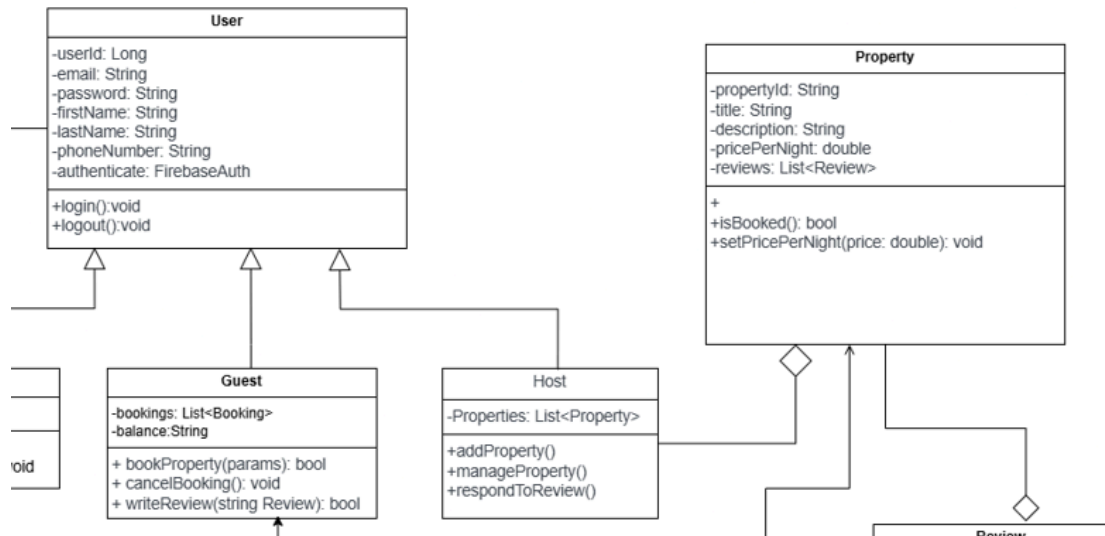 User
-userId: Long
-email: String
-password: String
-firstName: String
-lastName: String
-phoneNumber: String
-authenticate: FirebaseAuth
+login():void
+logout():void
Property
-propertyId: String
-title: String
-description: String
-pricePerNight: double
-reviews: List<Review>
+
+isBooked(): bool
+setPricePerNight(price: double): void
void
Guest
-bookings: List<Booking>
-balance:String
+ bookProperty(params): bool
+ cancelBooking(): void
+ writeReview(string Review): bool
Host
-Properties: List<Property>
+addProperty()
+manageProperty()
+respondToReview()
Review